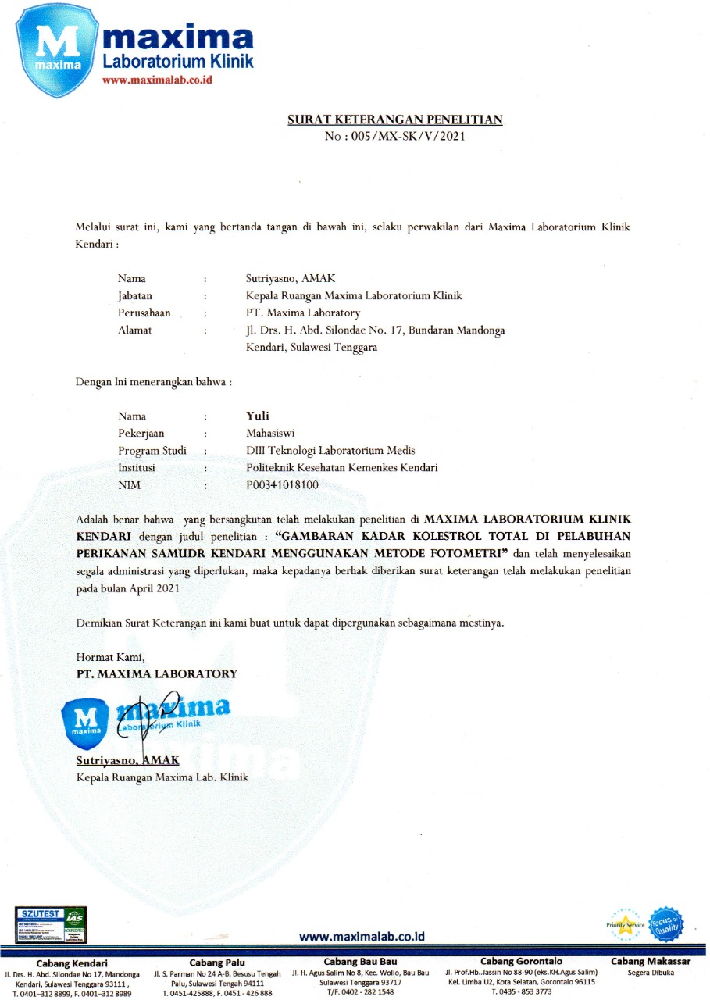 M
maxima
maxima
Laboratorium Klinik
www.maximalab.co.id
SURAT KETERANGAN PENELITIAN
No : 005/MX-SK/V/2021
Melalui surat ini, kami yang bertanda tangan di bawah ini, selaku perwakilan dari Maxima Laboratorium Klinik
Kendari :
Nama : Sutriyasno, AMAK
Jabatan : Kepala Ruangan Maxima Laboratorium Klinik
Perusahaan : PT. Maxima Laboratory
Alamat : Jl. Drs. H. Abd. Silondae No. 17, Bundaran Mandonga
Kendari, Sulawesi Tenggara
Dengan Ini menerangkan bahwa :
Nama : Yuli
Pekerjaan : Mahasiswi
Program Studi : DIII Teknologi Laboratorium Medis
Institusi : Politeknik Kesehatan Kemenkes Kendari
NIM : P00341018100
Adalah benar bahwa yang bersangkutan telah melakukan penelitian di MAXIMA LABORATORIUM KLINIK
KENDARI dengan judul penelitian : “GAMBARAN KADAR KOLESTROL TOTAL DI PELABUHAN
PERIKANAN SAMUDR KENDARI MENGGUNAKAN METODE FOTOMETRI” dan telah menyelesaikan
segala administrasi yang diperlukan, maka kepadanya berhak diberikan surat keterangan telah melakukan penelitian
pada bulan April 2021
Demikian Surat Keterangan ini kami buat untuk dapat dipergunakan sebagaimana mestinya.
Hormat Kami,
PT. MAXIMA LABORATORY
M
maxima
maxima
Laboratorium Klinik
Sutriyasno, AMAK
Kepala Ruangan Maxima Lab. Klinik
SZUTEST
IAS
ACCREDITED
Priority Service
Focus on Quality
www.maximalab.co.id
Cabang Kendari
Jl. Drs. H. Abd. Silondae No 17, Mandonga
Kendari, Sulawesi Tenggara 93111 ,
T. 0401–312 8899, F. 0401–312 8989
Cabang Palu
Jl. S. Parman No 24 A-B, Besusu Tengah
Palu, Sulawesi Tengah 94111
T. 0451-425888, F. 0451 - 426 888
Cabang Bau Bau
Jl. H. Agus Salim No 8, Kec. Wolio, Bau Bau
Sulawesi Tenggara 93717
T/F. 0402 - 282 1548
Cabang Gorontalo
Jl. Prof.Hb..Jassin No 88-90 (eks.KH.Agus Salim)
Kel. Limba U2, Kota Selatan, Gorontalo 96115
T. 0435 - 853 3773
Cabang Makassar
Segera Dibuka